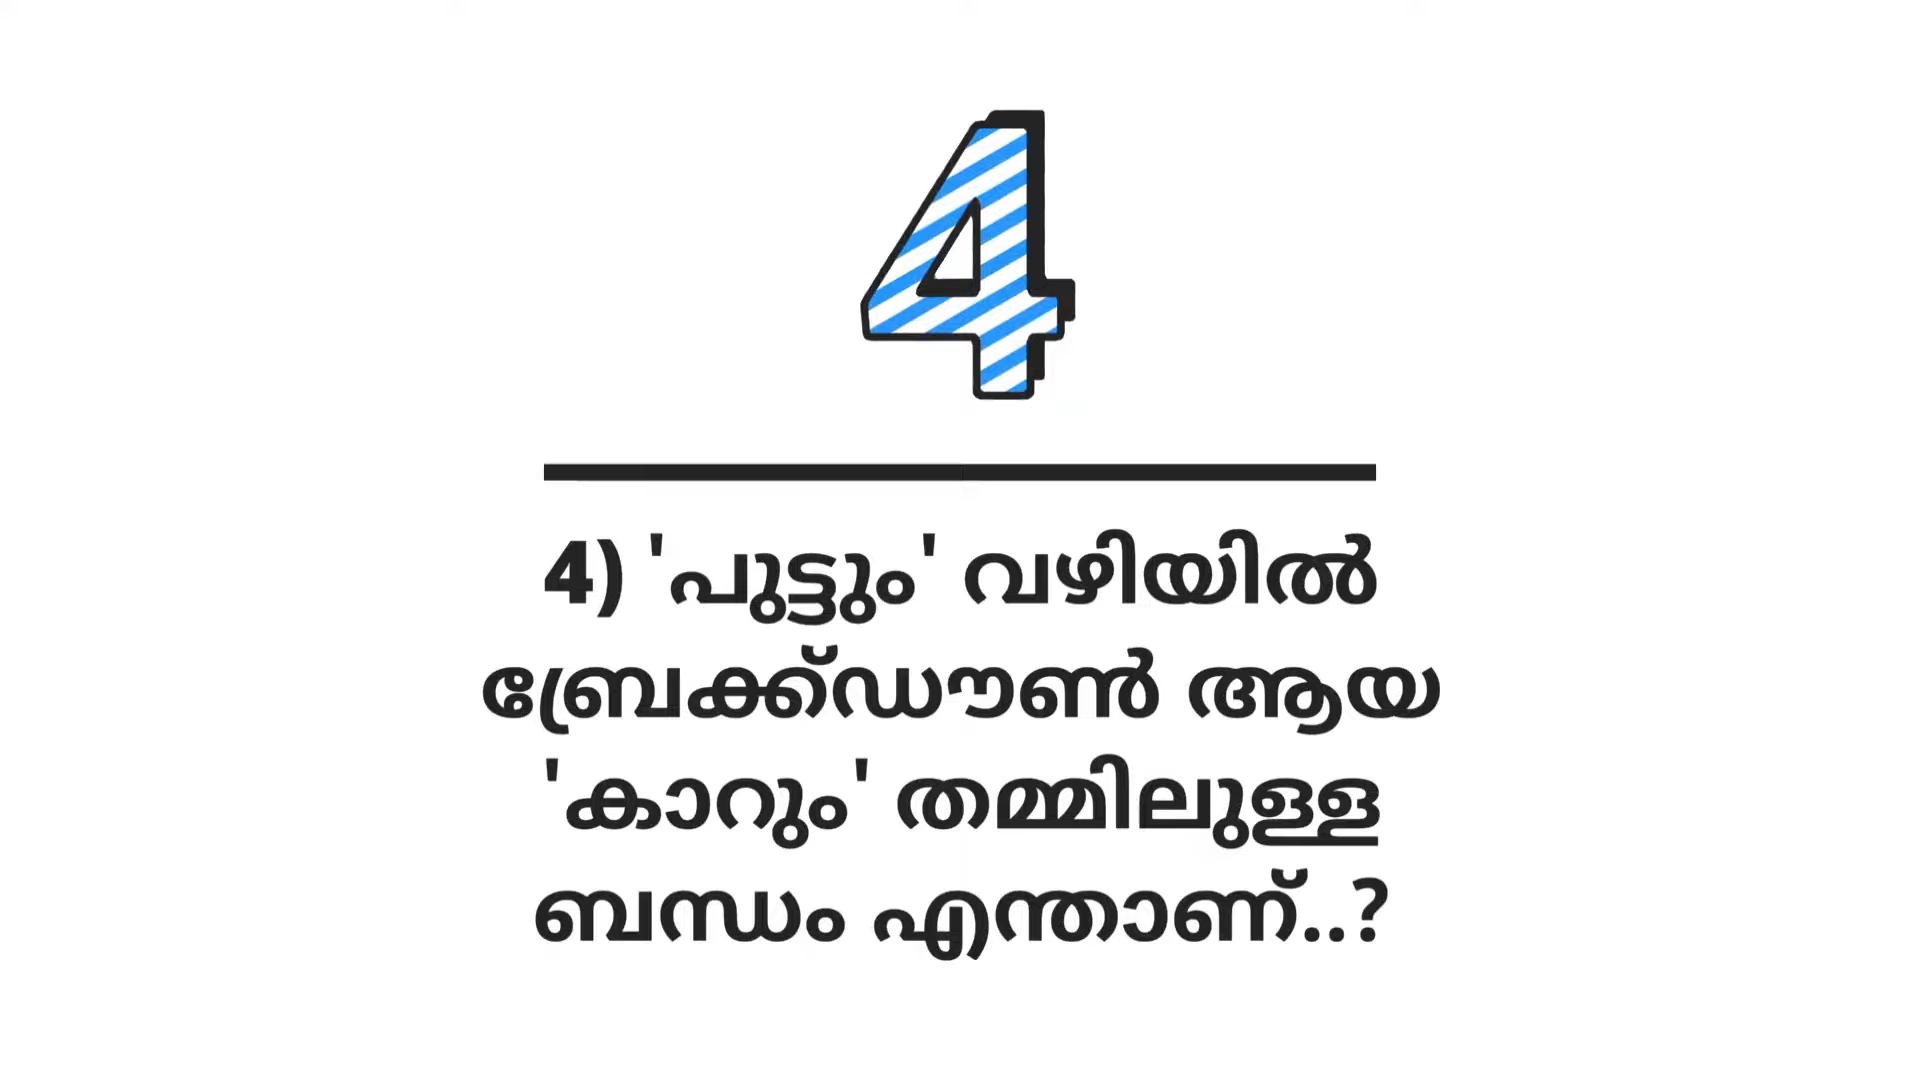 4
4) 'പുട്ടും' വഴിയിൽ
ബ്രേക്ക്ഡൗൺ ആയ
'കാറും' തമ്മിലുള്ള
ബന്ധം എന്താണ്..?